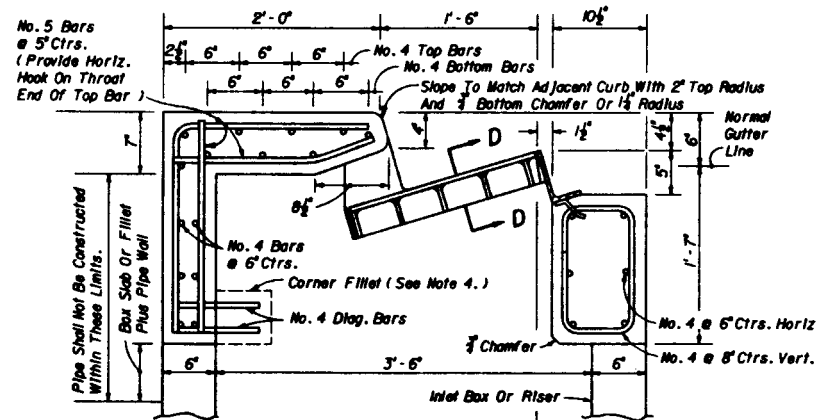 2'-0"
1'-6"
10½"
No. 5 Bars
@ 5" Ctrs.
(Provide Horiz.
Hook On Throat
End Of Top Bar)
2½"
6"
6"
6"
No. 4 Top Bars
6"
6"
6"
No. 4 Bottom Bars
Slope To Match Adjacent Curb With 2" Top Radius
And ¾" Bottom Chamfer Or 1½" Radius
7"
4"
1½"
4½"
6"
5"
Normal
Gutter
Line
D
D
8½"
1'-7"
No. 4 Bars
@ 6" Ctrs.
Pipe Shall Not Be Constructed
Within These Limits.
Box Slab Or Fillet
Plus Pipe Wall
Corner Fillet (See Note 4.)
No. 4 Diag. Bars
¾" Chamfer
No. 4 @ 6" Ctrs. Horiz
No. 4 @ 8" Ctrs. Vert.
6"
3'-6"
6"
Inlet Box Or Riser